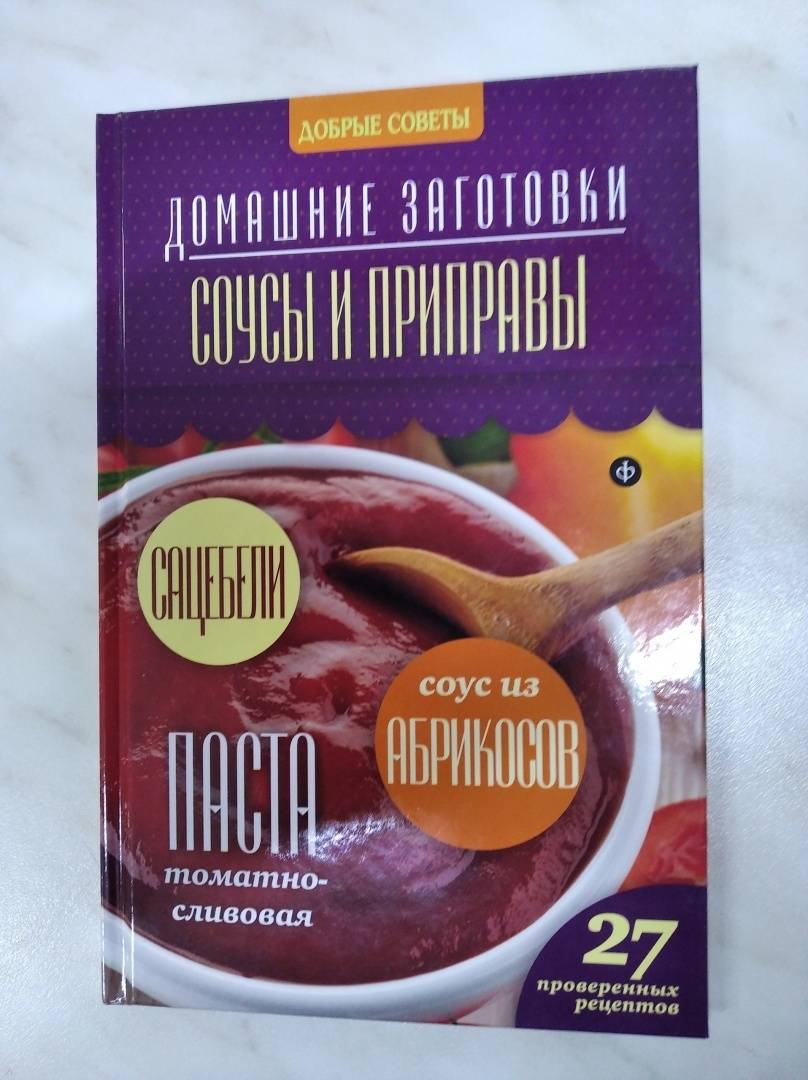 ДОБРЫЕ СОВЕТЫ
ДОМАШНИЕ ЗАГОТОВКИ
СОУСЫ И ПРИПРАВЫ
Ф
САЦЕБЕЛИ
соус из
АБРИКОСОВ
ПАСТА
томатно-
сливовая
27
проверенных
рецептов